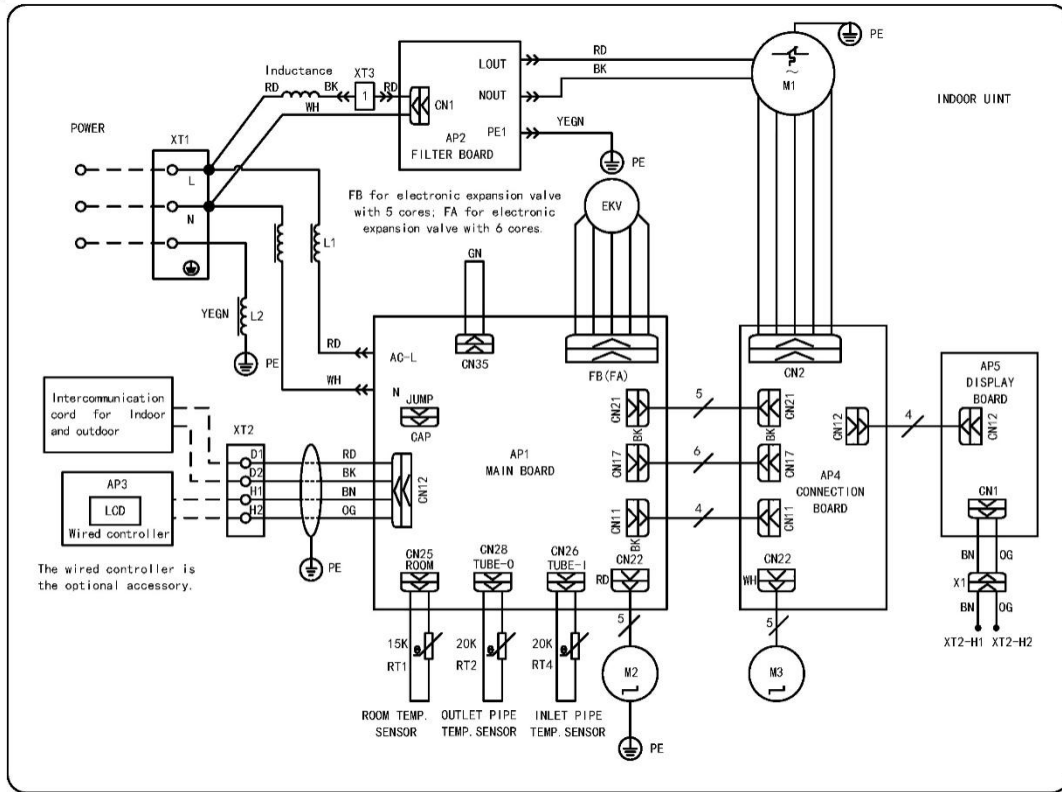 INDOOR UINT
POWER
XT1
L
N
Inductance
RD
BK
XT3
1
RD
WH
CN1
AP2
FILTER BOARD
LOUT
NOUT
PE1
RD
BK
YEGN
PE
M1
~
PE
FB for electronic expansion valve
with 5 cores; FA for electronic
expansion valve with 6 cores.
EKV
L1
YEGN
L2
PE
GN
CN35
RD
AC-L
WH
N
JUMP
CAP
FB(FA)
AP1
MAIN BOARD
CN21
BK
5
CN21
BK
CN17
6
CN17
CN11
BK
4
CN11
CN2
AP4
CONNECTION
BOARD
CN12
4
CN12
AP5
DISPLAY
BOARD
CN1
BN
OG
X1
BN
OG
XT2-H1
XT2-H2
Intercommunication
cord for Indoor
and outdoor
AP3
LCD
Wired controller
The wired controller is
the optional accessory.
XT2
D1
D2
H1
H2
RD
BK
BN
OG
CN12
PE
CN25
ROOM
CN28
TUBE-O
CN26
TUBE-I
CN22
RD
15K
RT1
20K
RT2
20K
RT4
θ
θ
θ
ROOM TEMP.
SENSOR
OUTLET PIPE
TEMP. SENSOR
INLET PIPE
TEMP. SENSOR
5
M2
PE
CN22
WH
5
M3